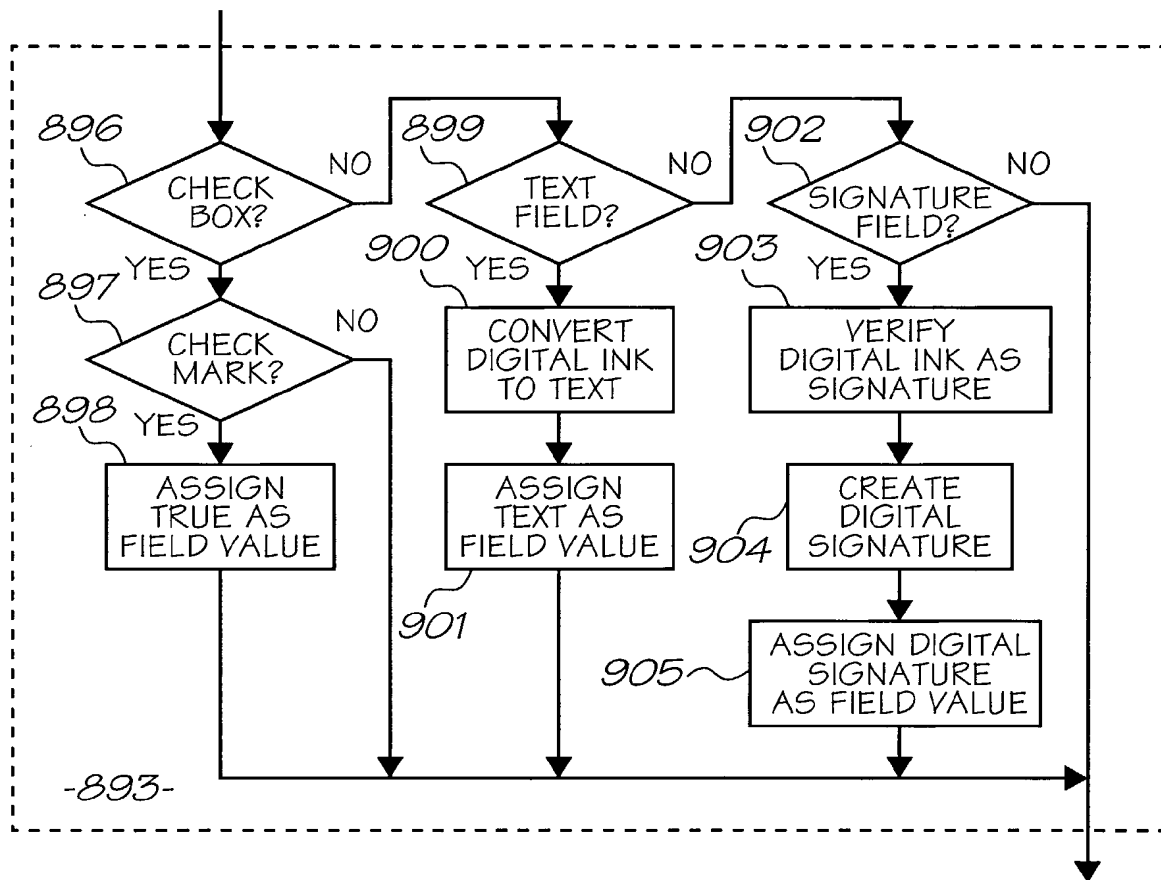 896
CHECK
BOX?
NO
YES
897
CHECK
MARK?
NO
YES
898
ASSIGN
TRUE AS
FIELD VALUE
899
TEXT
FIELD?
NO
YES
900
CONVERT
DIGITAL INK
TO TEXT
ASSIGN
TEXT AS
FIELD VALUE
901
902
SIGNATURE
FIELD?
NO
YES
903
VERIFY
DIGITAL INK AS
SIGNATURE
CREATE
DIGITAL
SIGNATURE
904
ASSIGN DIGITAL
SIGNATURE
AS FIELD VALUE
905
-893-